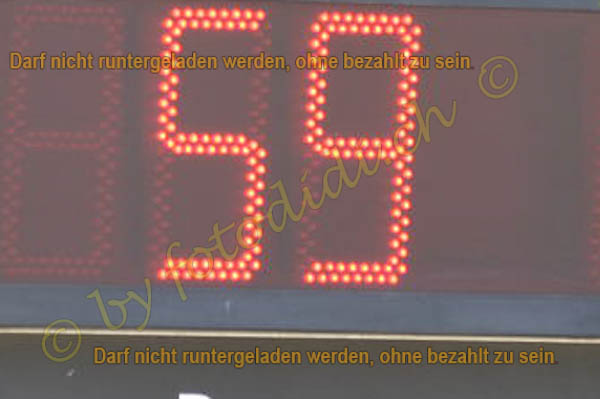 59
Darf nicht runtergeladen werden, ohne bezahlt zu sein.
© by fotodidi.ch ©
Darf nicht runtergeladen werden, ohne bezahlt zu sein.